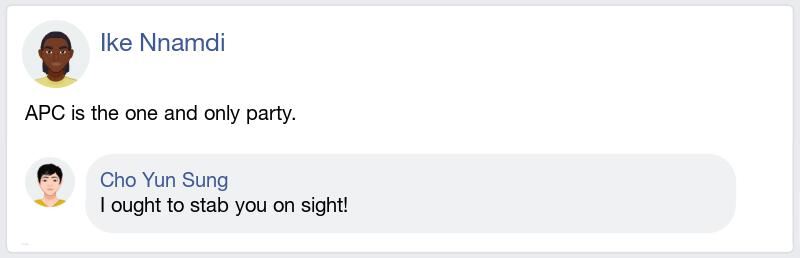 Ike Nnamdi
APC is the one and only party.
Cho Yun Sung
I ought to stab you on sight!